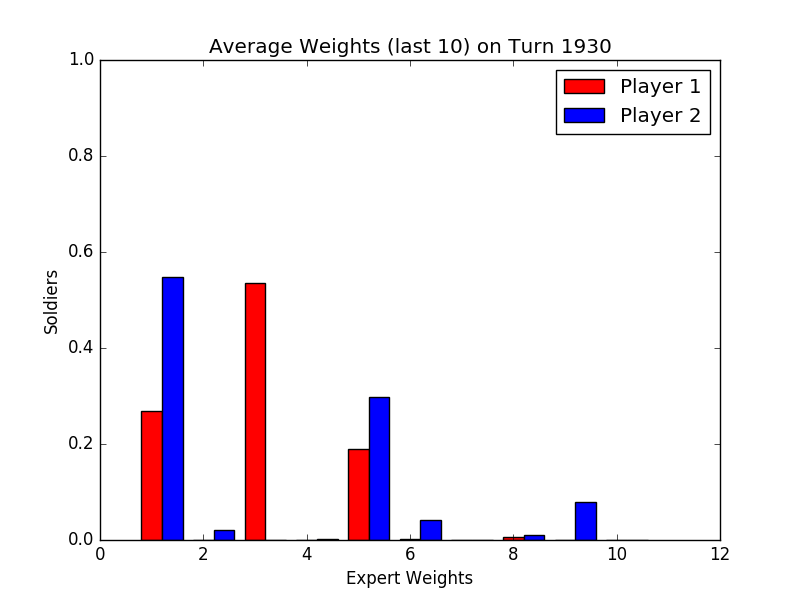 Average Weights (last 10) on Turn 1930
1.0
0.8
0.6
0.4
0.2
0.0
Soldiers
Player 1
Player 2
0 2 4 6 8 10 12
Expert Weights